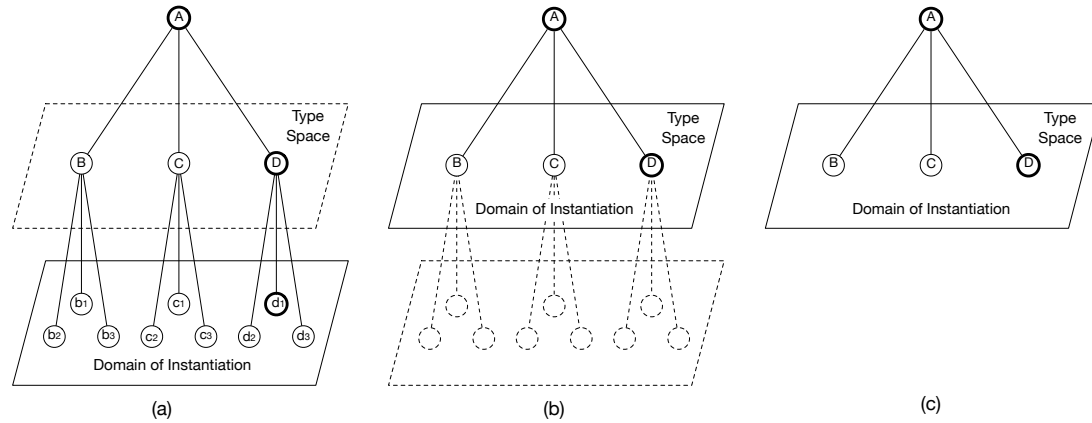 A
Type
Space
B
C
D
b1
c1
d1
b2
b3
c2
c3
d2
d3
Domain of Instantiation
(a)
A
Type
Space
B
C
D
Domain of Instantiation
(b)
A
Type
Space
B
C
D
Domain of Instantiation
(c)